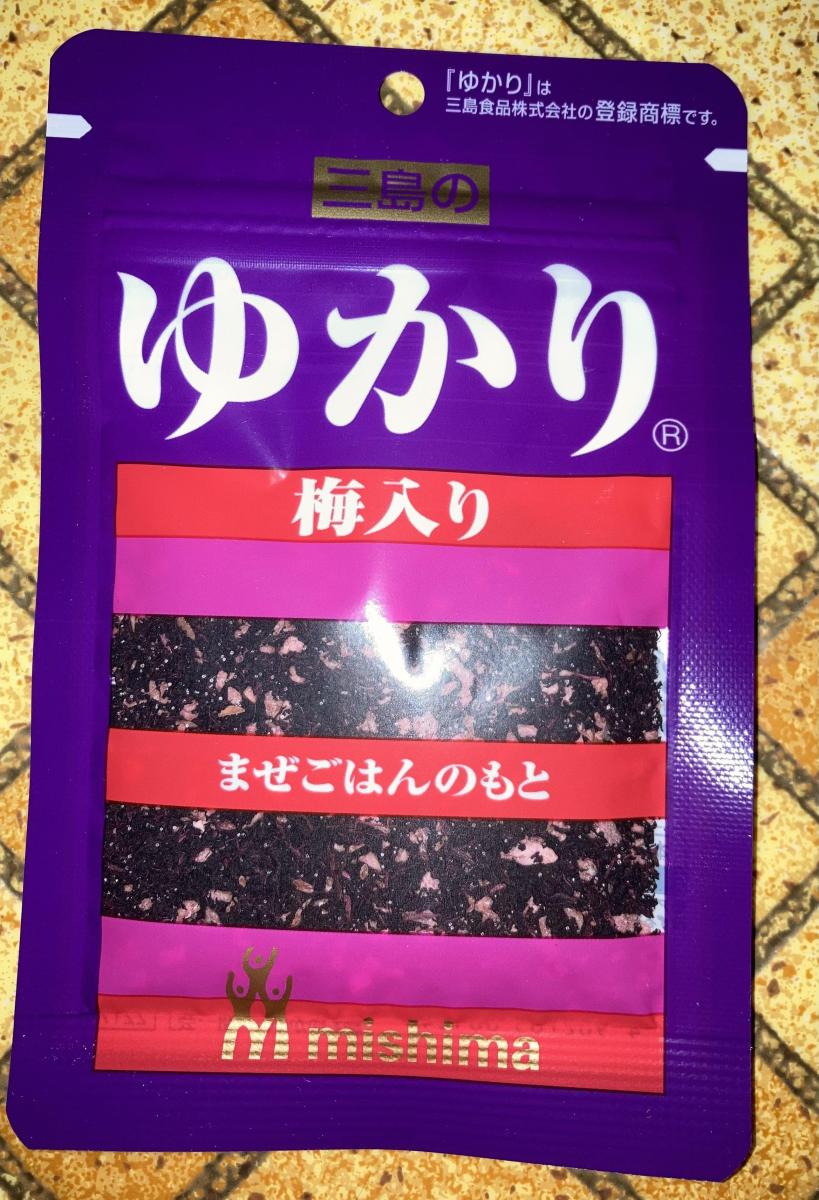 『ゆかり』は
三島食品株式会社の登録商標です。
三島の
ゆかり®
梅入り
まぜごはんのもと
mishima